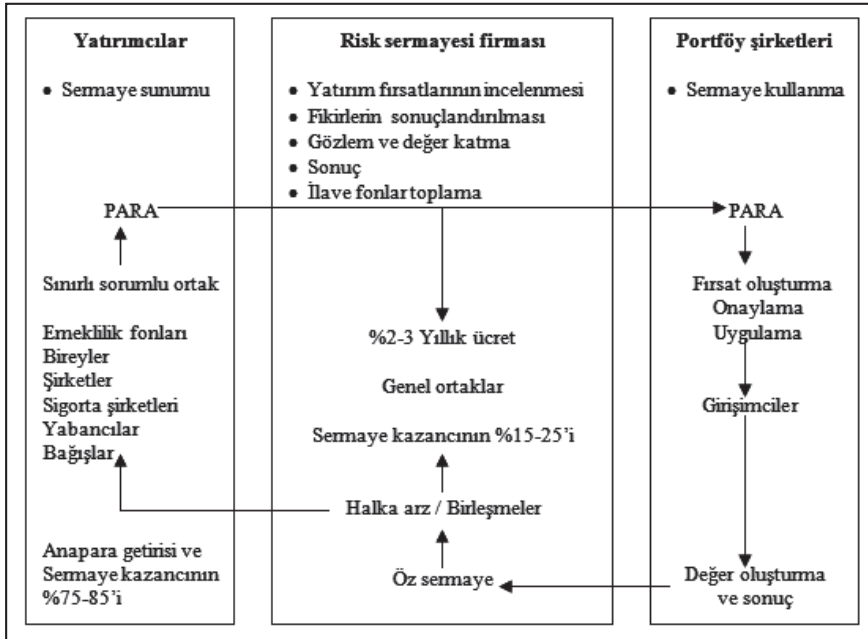 Yatırımcılar
● Sermaye sunumu
PARA
Sınırlı sorumlu ortak
Emeklilik fonları
Bireyler
Şirketler
Sigorta şirketleri
Yabancılar
Bağışlar
Anapara getirisi ve
Sermaye kazancının
%75-85’i
Risk sermayesi firması
● Yatırım fırsatlarının incelenmesi
● Fikirlerin sonuçlandırılması
● Gözlem ve değer katma
● Sonuç
● İlave fonlar toplama
%2-3 Yıllık ücret
Genel ortaklar
Sermaye kazancının %15-25’i
Halka arz / Birleşmeler
Öz sermaye
Portföy şirketleri
● Sermaye kullanma
PARA
Fırsat oluşturma
Onaylama
Uygulama
Girişimciler
Değer oluşturma
ve sonuç